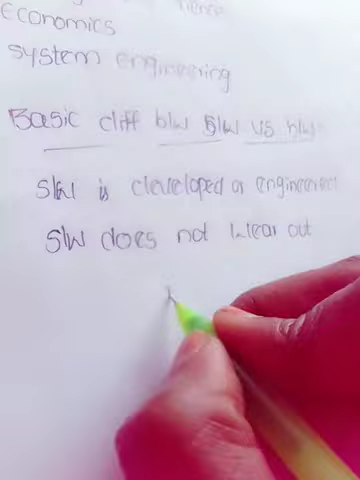 economics
system engineering
Basic diff b/w S/W vs h/w
S/W is developed or engineered
S/W does not wear out